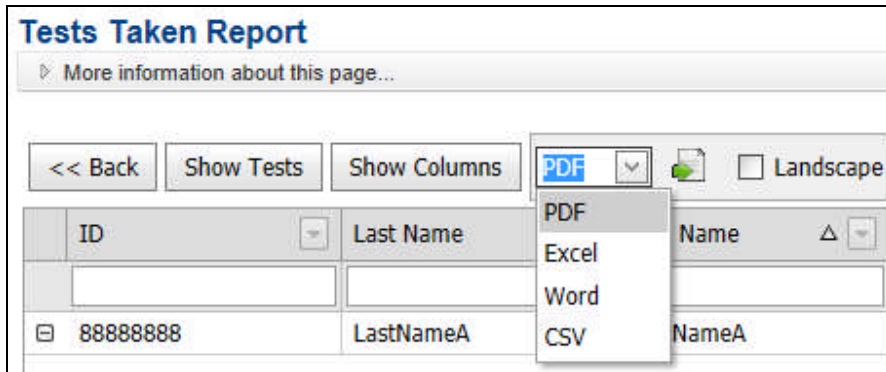 Tests Taken Report
More information about this page...
<< Back Show Tests Show Columns PDF Landscape
PDF
Excel
Word
CSV
ID Last Name Name
88888888 LastNameA NameA